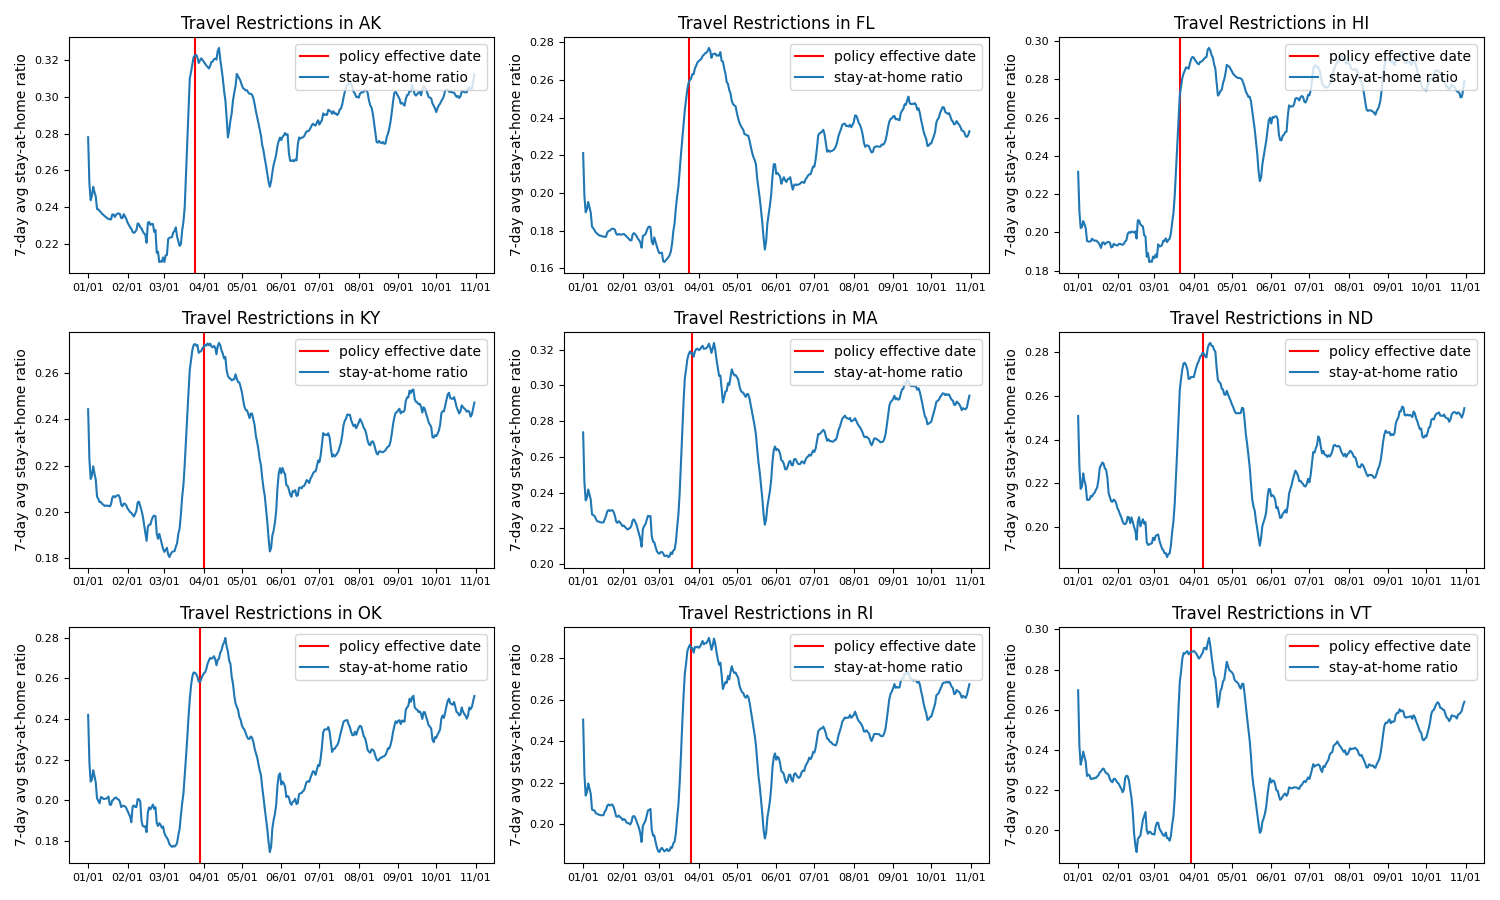 Travel Restrictions in AK
7-day avg stay-at-home ratio
0.32
0.30
0.28
0.26
0.24
0.22
policy effective date
stay-at-home ratio
01/01 02/01 03/01 04/01 05/01 06/01 07/01 08/01 09/01 10/01 11/01
Travel Restrictions in FL
7-day avg stay-at-home ratio
0.28
0.26
0.24
0.22
0.20
0.18
0.16
policy effective date
stay-at-home ratio
01/01 02/01 03/01 04/01 05/01 06/01 07/01 08/01 09/01 10/01 11/01
Travel Restrictions in HI
7-day avg stay-at-home ratio
0.30
0.28
0.26
0.24
0.22
0.20
0.18
policy effective date
stay-at-home ratio
01/01 02/01 03/01 04/01 05/01 06/01 07/01 08/01 09/01 10/01 11/01
Travel Restrictions in KY
7-day avg stay-at-home ratio
0.26
0.24
0.22
0.20
0.18
policy effective date
stay-at-home ratio
01/01 02/01 03/01 04/01 05/01 06/01 07/01 08/01 09/01 10/01 11/01
Travel Restrictions in MA
7-day avg stay-at-home ratio
0.32
0.30
0.28
0.26
0.24
0.22
0.20
policy effective date
stay-at-home ratio
01/01 02/01 03/01 04/01 05/01 06/01 07/01 08/01 09/01 10/01 11/01
Travel Restrictions in ND
7-day avg stay-at-home ratio
0.28
0.26
0.24
0.22
0.20
policy effective date
stay-at-home ratio
01/01 02/01 03/01 04/01 05/01 06/01 07/01 08/01 09/01 10/01 11/01
Travel Restrictions in OK
7-day avg stay-at-home ratio
0.28
0.26
0.24
0.22
0.20
0.18
policy effective date
stay-at-home ratio
01/01 02/01 03/01 04/01 05/01 06/01 07/01 08/01 09/01 10/01 11/01
Travel Restrictions in RI
7-day avg stay-at-home ratio
0.28
0.26
0.24
0.22
0.20
policy effective date
stay-at-home ratio
01/01 02/01 03/01 04/01 05/01 06/01 07/01 08/01 09/01 10/01 11/01
Travel Restrictions in VT
7-day avg stay-at-home ratio
0.30
0.28
0.26
0.24
0.22
0.20
policy effective date
stay-at-home ratio
01/01 02/01 03/01 04/01 05/01 06/01 07/01 08/01 09/01 10/01 11/01